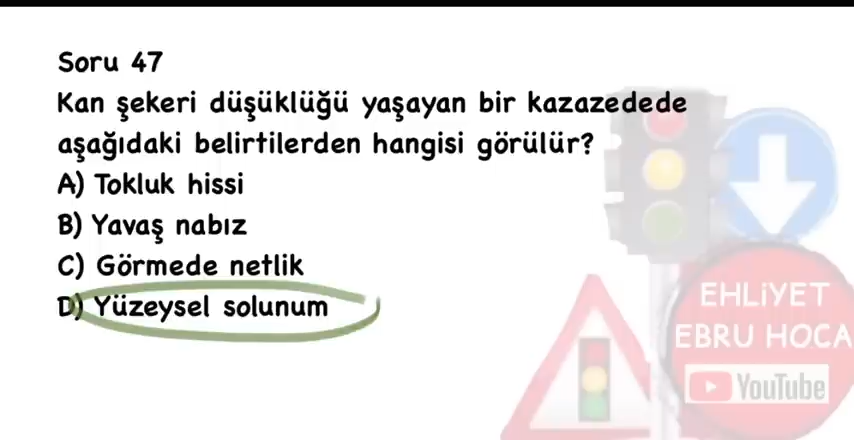 Soru 47
Kan şekeri düşüklüğü yaşayan bir kazazedede
aşağıdaki belirtilerden hangisi görülür?
A) Tokluk hissi
B) Yavaş nabız
C) Görmede netlik
D) Yüzeysel solunum
EHLİYET
EBRU HOCA
YouTube